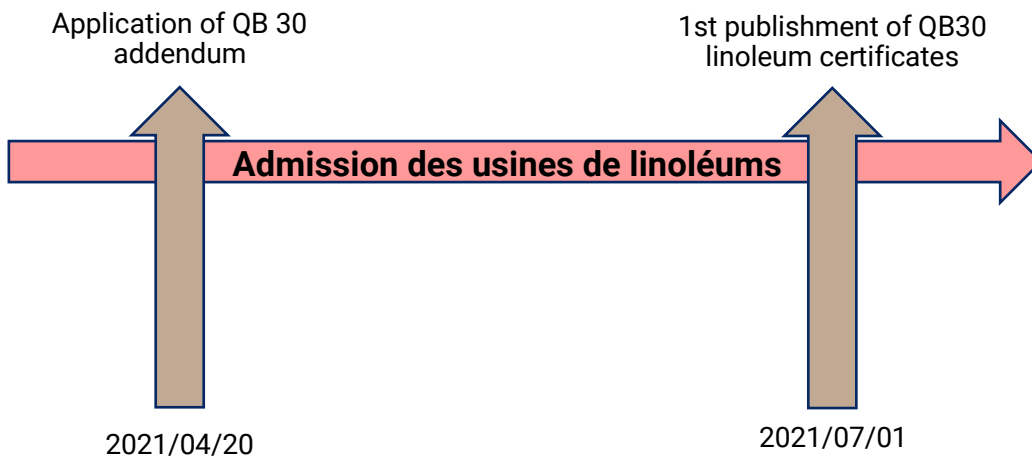 Application of QB 30
addendum
1st publishment of QB30
linoleum certificates
Admission des usines de linoléums
2021/04/20
2021/07/01